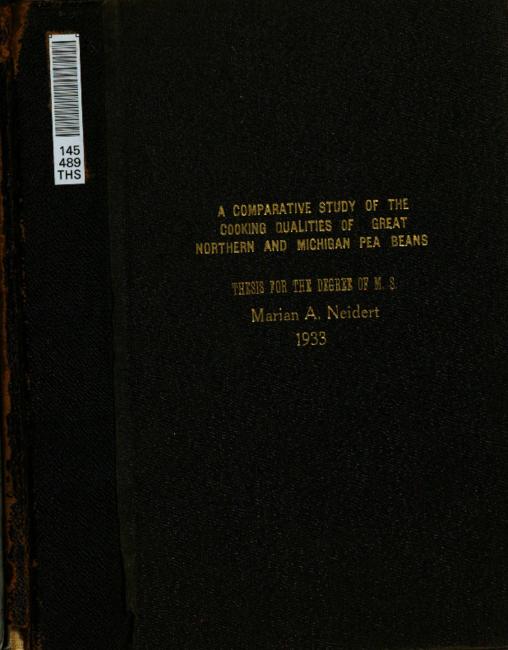 145
489
THS
A COMPARATIVE STUDY OF THE
COOKING QUALITIES OF GREAT
NORTHERN AND MICHIGAN PEA BEANS
THESIS FOR THE DEGREE OF M. S.
Marian A. Neidert
1933